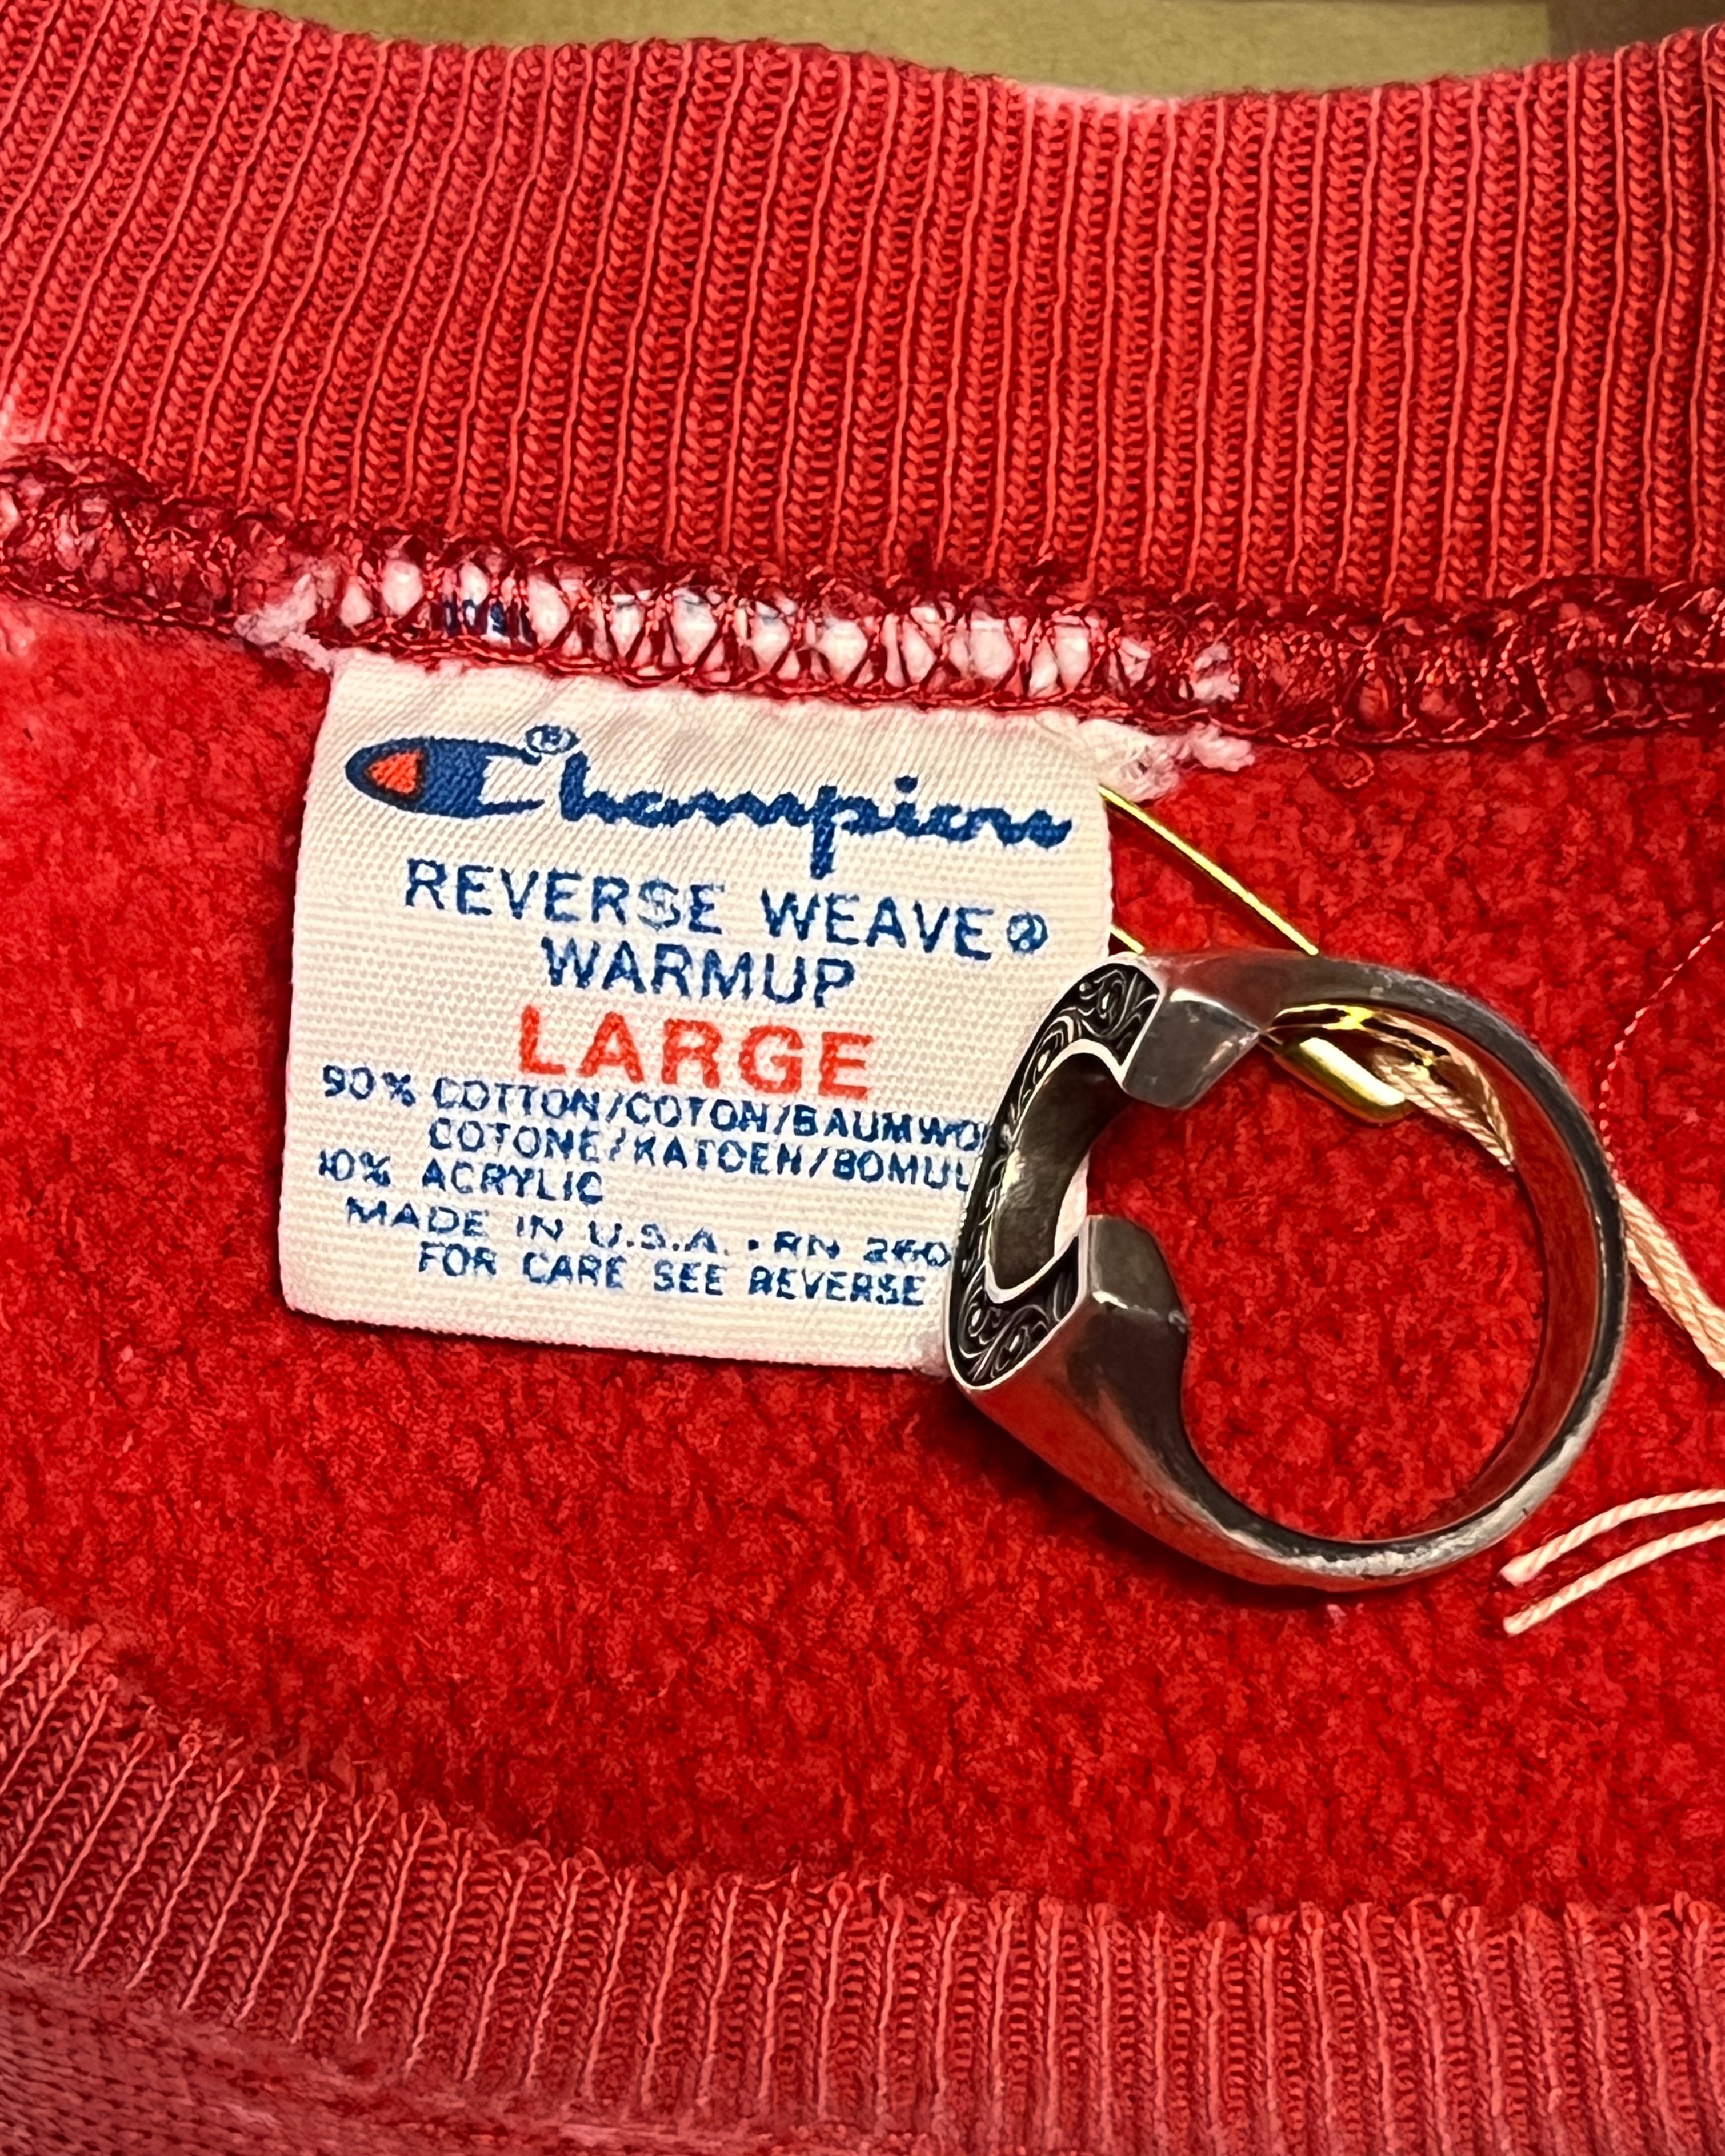 Champion®
REVERSE WEAVE®
WARMUP
LARGE
90% COTTON/COTON/BAUMWO
COTONE/KATOEN/BOMUL
10% ACRYLIC
MADE IN U.S.A. • RN 260
FOR CARE SEE REVERSE